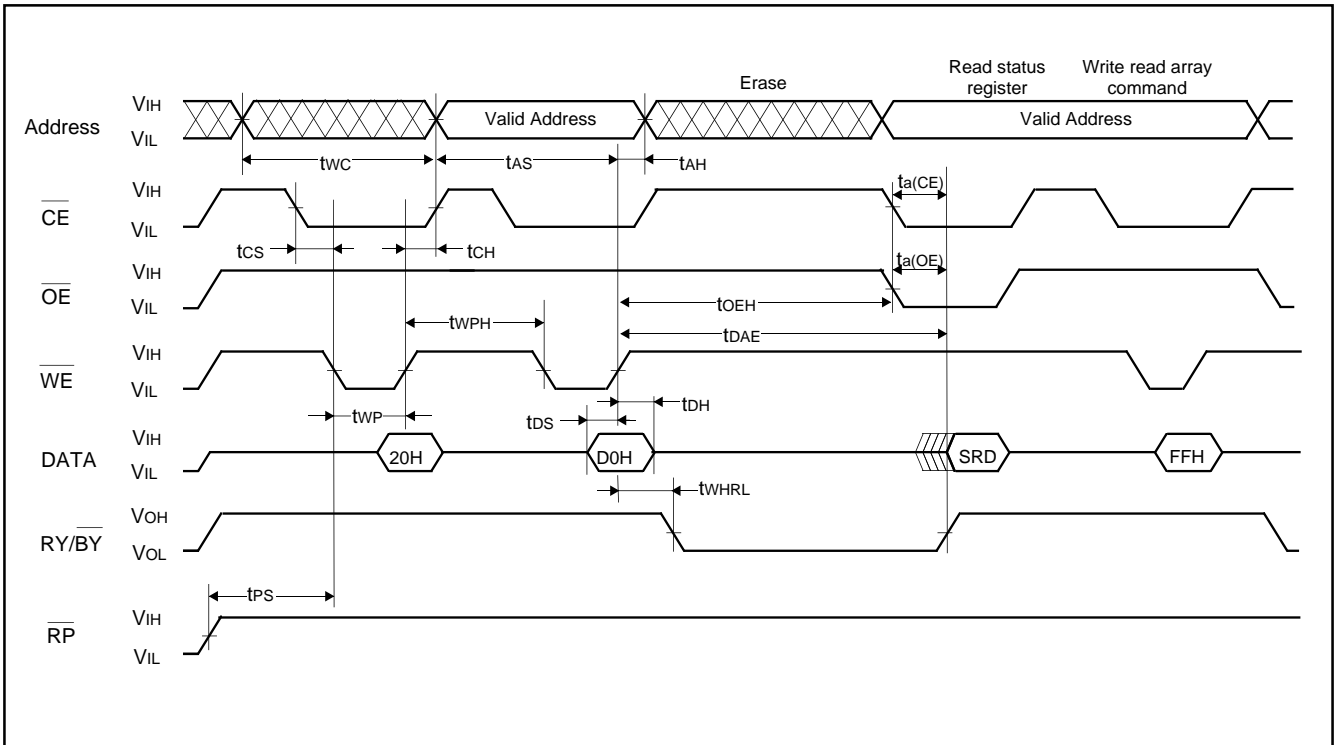 Erase
Read status
register
Write read array
command
Address
VIH
VIL
Valid Address
Valid Address
tWC
tAS
tAH
CE
VIH
VIL
ta(CE)
tCS
tCH
OE
VIH
VIL
ta(OE)
tOEH
tWPH
tDAE
WE
VIH
VIL
tWP
tDS
tDH
DATA
VIH
VIL
20H
D0H
SRD
FFH
tWHRL
RY/BY
VOH
VOL
tPS
RP
VIH
VIL